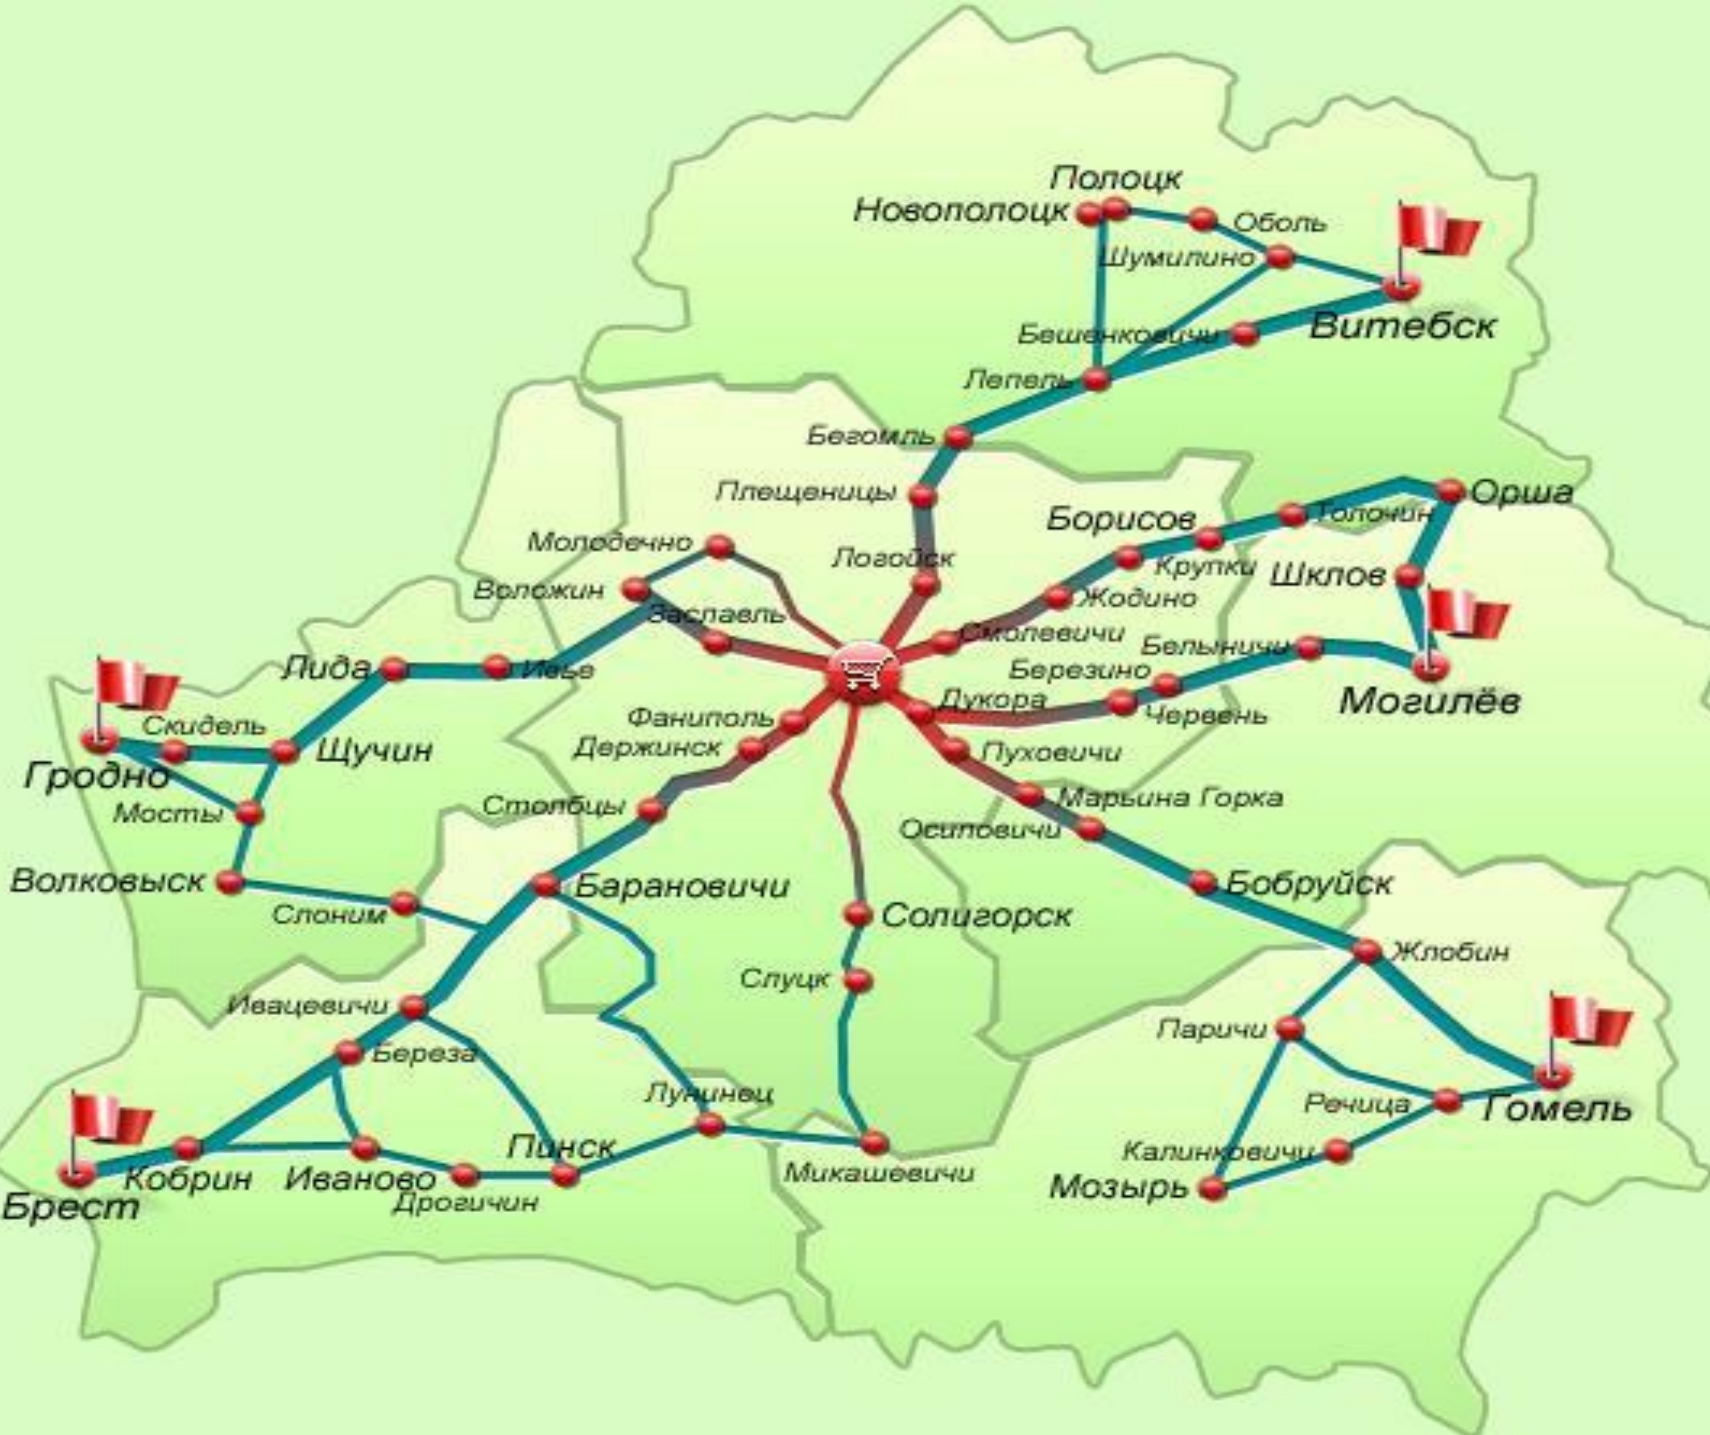 Полоцк
Новополоцк
Оболь
Шумилино
Витебск
Бешенковичи
Лепель
Бегомль
Плещеницы
Орша
Борисов
Толочин
Молодечно
Логойск
Крупки
Шклов
Воложин
Жодино
Заславль
Смолевичи
Белыничи
Лида
Ивье
Березино
Могилёв
Дукора
Червень
Скидель
Фаниполь
Щучин
Держинск
Пуховичи
Гродно
Марьина Горка
Столбцы
Мосты
Осиповичи
Волковыск
Барановичи
Бобруйск
Слоним
Солигорск
Жлобин
Слуцк
Ивацевичи
Паричи
Береза
Лунинец
Речица
Гомель
Пинск
Калинковичи
Кобрин
Иваново
Микашевичи
Мозырь
Дрогичин
Брест